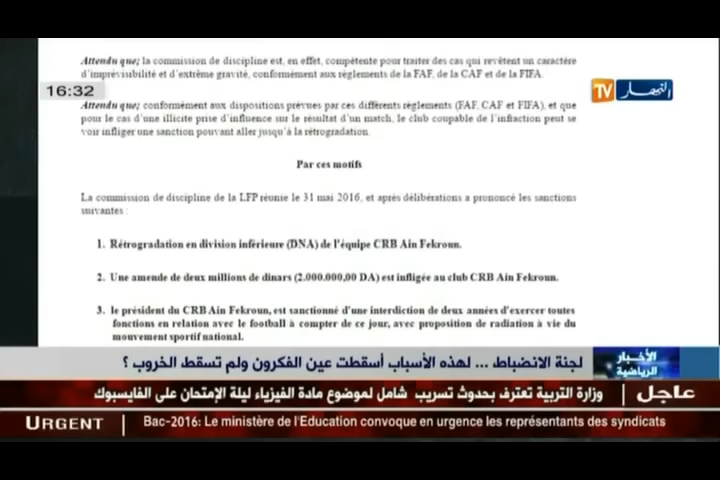 Attendu que; la commission de discipline est, en effet, compétente pour traiter des cas qui revêtent un caractère
d'imprévisibilité et d'extrême gravité, conformément aux règlements de la FAF, de la CAF et de la FIFA.
16:32
TV النهار
Attendu que; conformément aux dispositions prévues par ces différents règlements (FAF, CAF et FIFA), et que
pour le cas d'une illicite prise d'influence sur le résultat d'un match, le club coupable de l'infraction peut se
voir infliger une sanction pouvant aller jusqu'à la rétrogradation.
Par ces motifs
La commission de discipline de la LFP réunie le 31 mai 2016, et après délibérations a prononcé les sanctions
suivantes :
1. Rétrogradation en division inférieure (DNA) de l'équipe CRB Ain Fekroun.
2. Une amende de deux millions de dinars (2.000.000,00 DA) est infligée au club CRB Ain Fekroun.
3. le président du CRB Ain Fekroun, est sanctionné d'une interdiction de deux années d'exercer toutes
fonctions en relation avec le football à compter de ce jour, avec proposition de radiation à vie du
mouvement sportif national.
الأخبار
الرياضية
لجنة الانضباط ... لهذه الأسباب أسقطت عين الفكرون ولم تسقط الخروب ؟
عاجل | وزارة التربية تعترف بحدوث تسريب شامل لموضوع مادة الفيزياء ليلة الإمتحان على الفايسبوك
URGENT | Bac-2016: Le ministère de l'Education convoque en urgence les représentants des syndicats